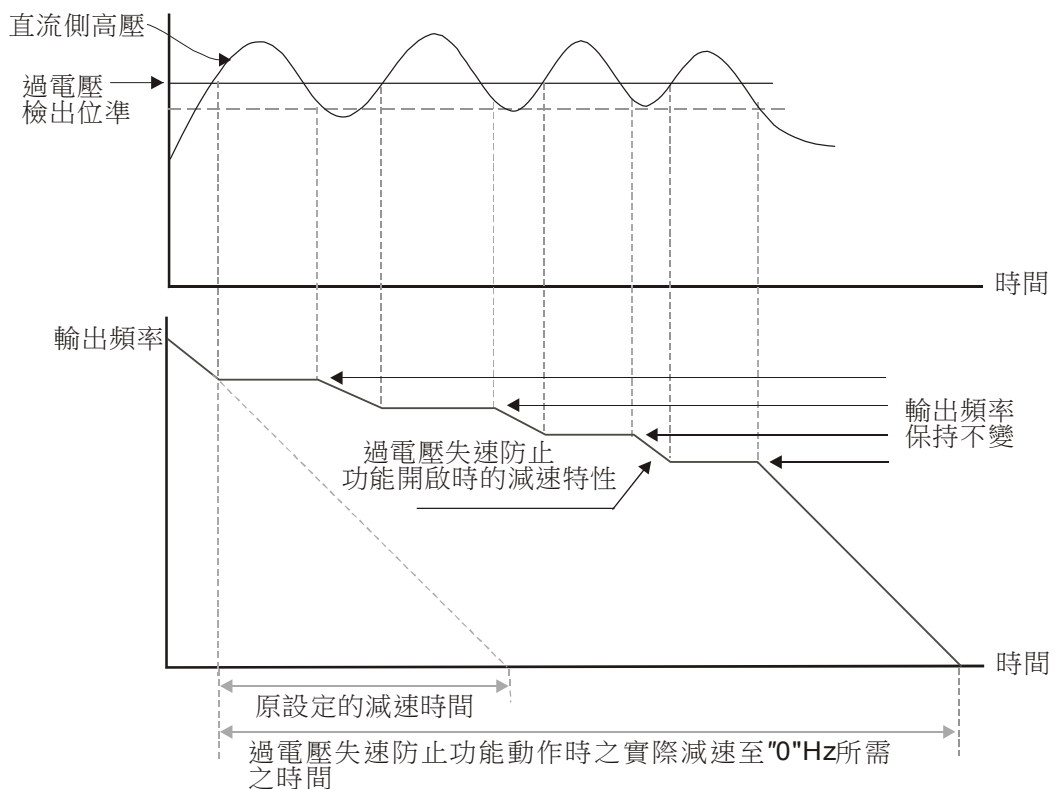 直流側高壓
過電壓
檢出位準
時間
輸出頻率
輸出頻率
保持不變
過電壓失速防止
功能開啟時的減速特性
時間
原設定的減速時間
過電壓失速防止功能動作時之實際減速至"0"Hz所需
之時間